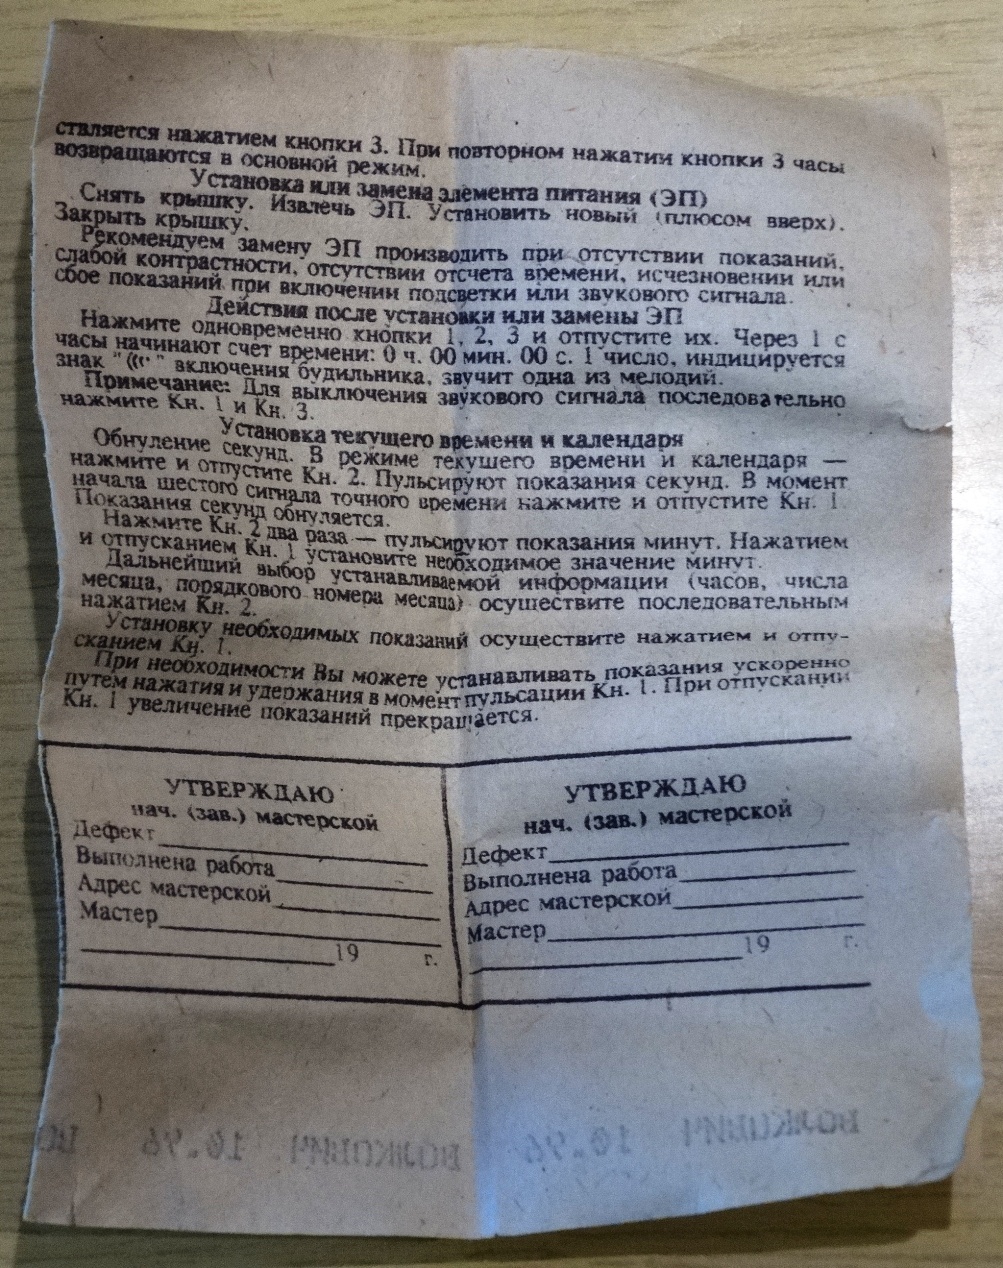 ствляется нажатием кнопки 3. При повторном нажатии кнопки 3 часы
возвращаются в основной режим.
Установка или замена элемента питания (ЭП)
Снять крышку. Извлечь ЭП. Установить новый (плюсом вверх).
Закрыть крышку.
Рекомендуем замену ЭП производить при отсутствии показаний,
слабой контрастности, отсутствии отсчета времени, исчезновении или
сбое показаний при включении подсветки или звукового сигнала.
Действия после установки или замены ЭП
Нажмите одновременно кнопки 1, 2, 3 и отпустите их. Через 1 с
часы начинают счет времени: 0 ч. 00 мин. 00 с. 1 число, индицируется
знак "((·" включения будильника, звучит одна из мелодий.
Примечание: Для выключения звукового сигнала последовательно
нажмите Кн. 1 и Кн. 3.
Установка текущего времени и календаря
Обнуление секунд. В режиме текушего времени и календаря —
нажмите и отпустите Кн. 2. Пульсируют показания секунд. В момент
начала шестого сигнала точного времени нажмите и отпустите Кн. 1.
Показания секунд обнуляется.
Нажмите Кн. 2 два раза — пульсируют показания минут. Нажатием
и отпусканием Кн. 1 установите необходимое значение минут.
Дальнейший выбор устанавливаемой информации (часов, числа
месяца, порядкового номера месяца) осуществите последовательным
нажатием Кн. 2.
Установку необходимых показаний осуществите нажатием и отпу-
сканием Кн. 1.
При необходимости Вы можете устанавливать показания ускоренно
путем нажатия и удержания в момент пульсации Кн. 1. При отпускании
Кн. 1 увеличение показаний прекращается.
УТВЕРЖДАЮ
нач. (зав.) мастерской
Дефект
Выполнена работа
Адрес мастерской
Мастер
19 г.
УТВЕРЖДАЮ
нач. (зав.) мастерской
Дефект
Выполнена работа
Адрес мастерской
Мастер
19 г.
ВОЛКОВИЧ 10.96 ВОЛКОВИЧ 10.96